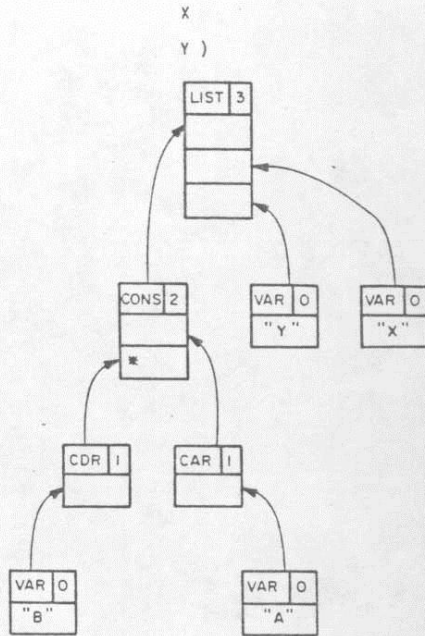 X
Y )
LIST 3
CONS 2
VAR 0
"Y"
VAR 0
"X"
*
CDR 1
CAR 1
VAR 0
"B"
VAR 0
"A"